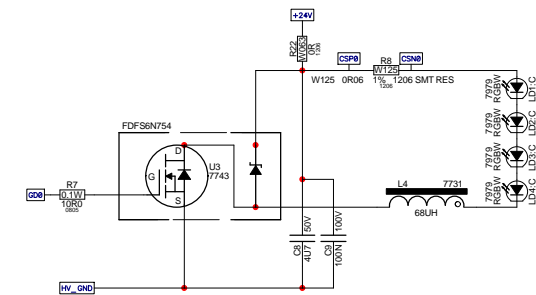 +24V
R22
W063
0R
1206
CSP0
R8
CSN0
W125
W125 0R06 1% 1206 SMT RES
1206
7979
RGBW
LD1:C
7979
RGBW
LD2:C
7979
RGBW
LD3:C
7979
RGBW
LD4:C
FDFS6N754
D
G
S
U3
7743
GD0
R7
0.1W
10R0
0805
L4 7731
68UH
50V
C8
4U7
100V
C9
100N
HV_GND